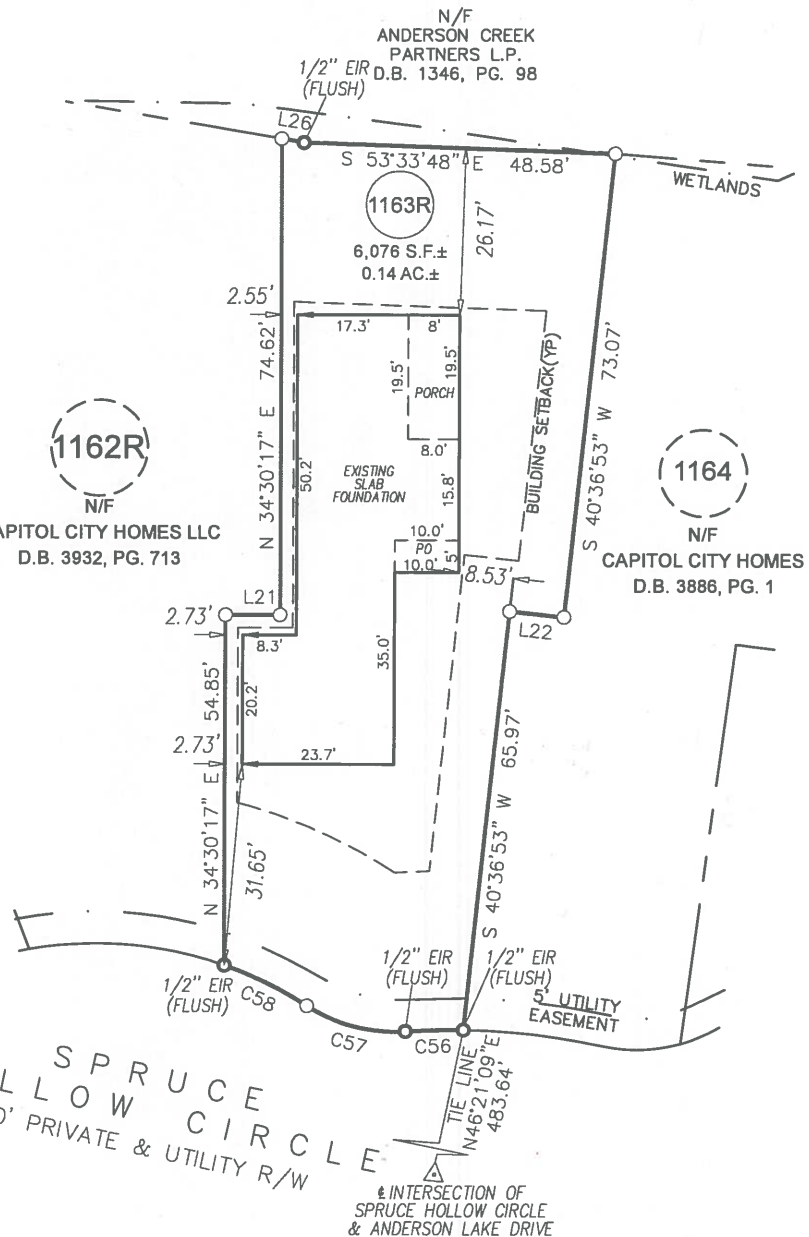 N/F
ANDERSON CREEK
PARTNERS L.P.
D.B. 1346, PG. 98
1/2" EIR
(FLUSH)
L26
S 53°33'48" E 48.58'
WETLANDS
1163R
6,076 S.F.±
0.14 AC.±
26.17'
2.55'
17.3'
8'
N 34°30'17" E 74.62'
19.5'
PORCH
19.5'
8.0'
BUILDING SETBACK(YP)
S 40°36'53" W 73.07'
1162R
N/F
APITOL CITY HOMES LLC
D.B. 3932, PG. 713
50.2'
EXISTING
SLAB
FOUNDATION
15.8'
10.0'
PO
10.0'
5'
1164
N/F
CAPITOL CITY HOMES
D.B. 3886, PG. 1
8.53'
L21
L22
2.73'
8.3'
35.0'
20.2'
N 34°30'17" E 54.85'
2.73'
23.7'
S 40°36'53" W 65.97'
31.65'
1/2" EIR
(FLUSH)
1/2" EIR
(FLUSH)
1/2" EIR
(FLUSH)
C58
C57
C56
5' UTILITY
EASEMENT
TIE LINE
N46°21'09"E
483.64'
SPRUCE
LLOW CIRCLE
0' PRIVATE & UTILITY R/W
℄ INTERSECTION OF
SPRUCE HOLLOW CIRCLE
& ANDERSON LAKE DRIVE